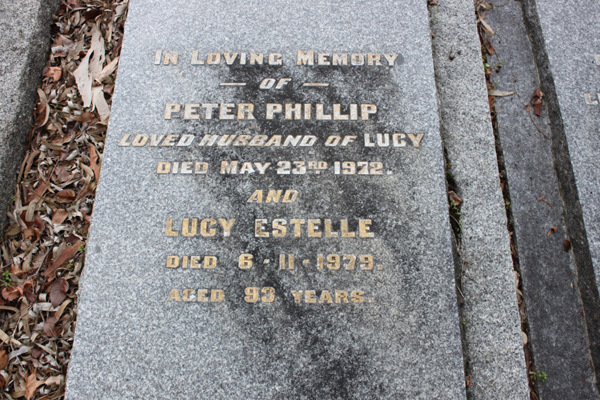 IN LOVING MEMORY
— OF —
PETER PHILLIP
LOVED HUSBAND OF LUCY
DIED MAY 23RD 1972.
AND
LUCY ESTELLE
DIED 6·11·1979.
AGED 93 YEARS.